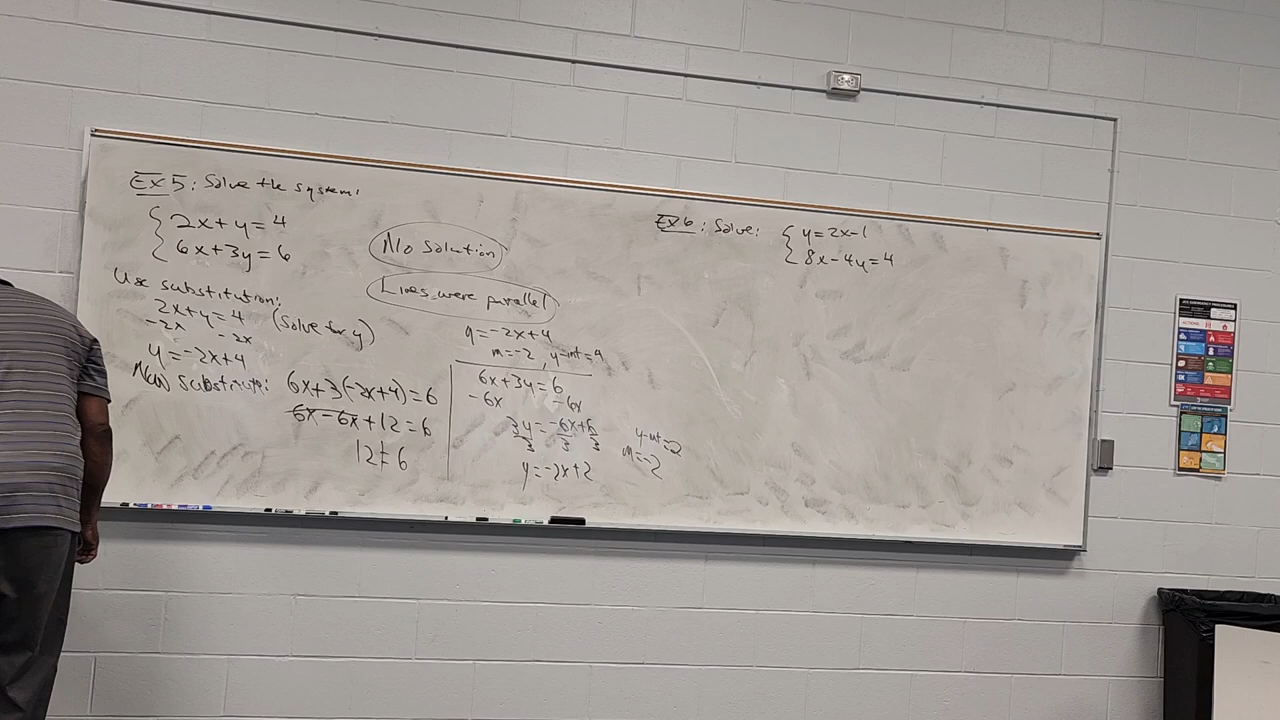 Ex 5: Solve the system:
2x+y=4
6x+3y=6
No Solution
Lines were parallel
Use substitution:
2x+y=4 (Solve for y)
-2x -2x
y=-2x+4
Now substitute: 6x+3(-2x+4)=6
6x-6x+12=6
12≠6
y=-2x+4
m=-2, y-int=4
6x+3y=6
-6x -6x
3y=-6x+6
3 3 3
y=-2x+2
y-int=2
m=-2
Ex 6: Solve:
y=2x-1
8x-4y=4
ACTIONS